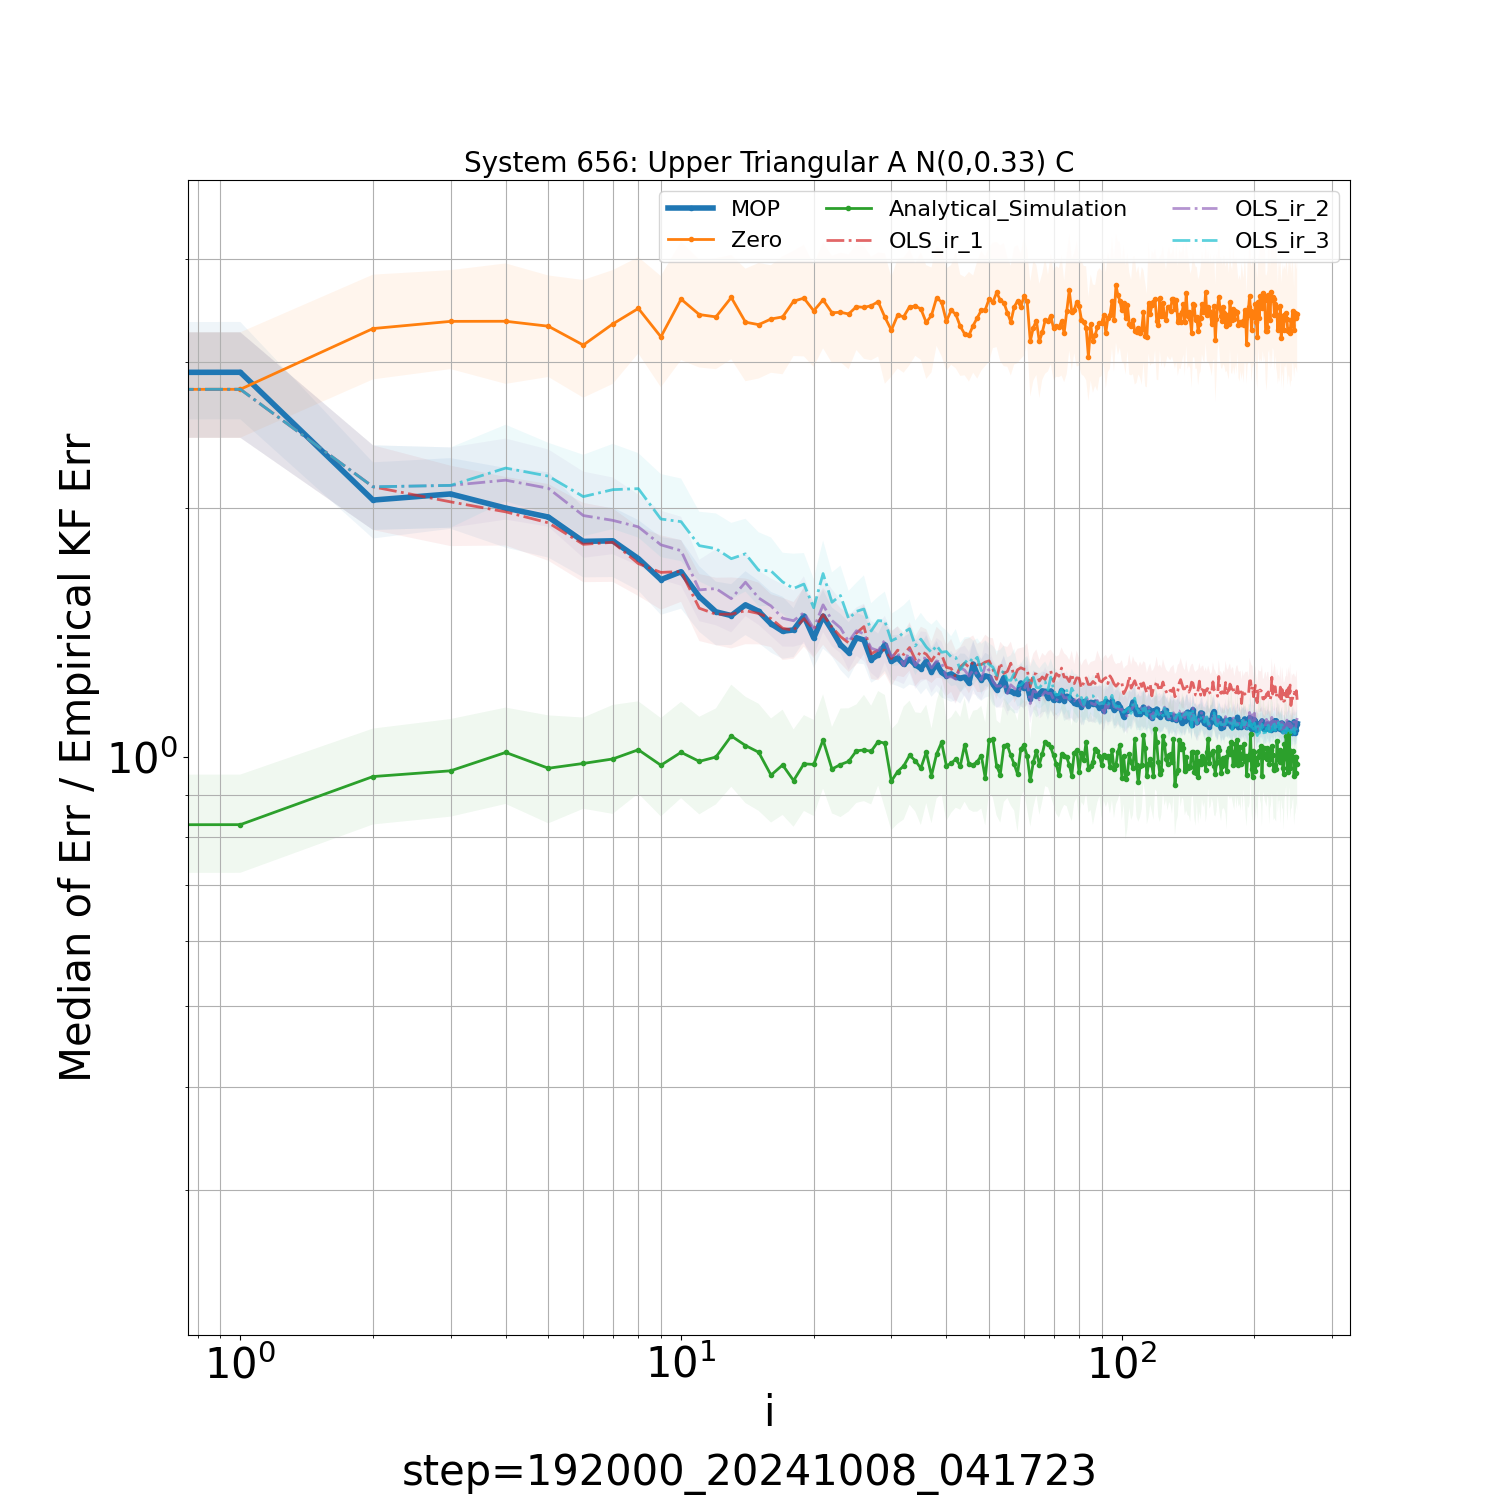 System 656: Upper Triangular A N(0,0.33) C
MOP
Zero
Analytical_Simulation
OLS_ir_1
OLS_ir_2
OLS_ir_3
Median of Err / Empirical KF Err
10⁰
10⁰ 10¹ 10²
i
step=192000_20241008_041723